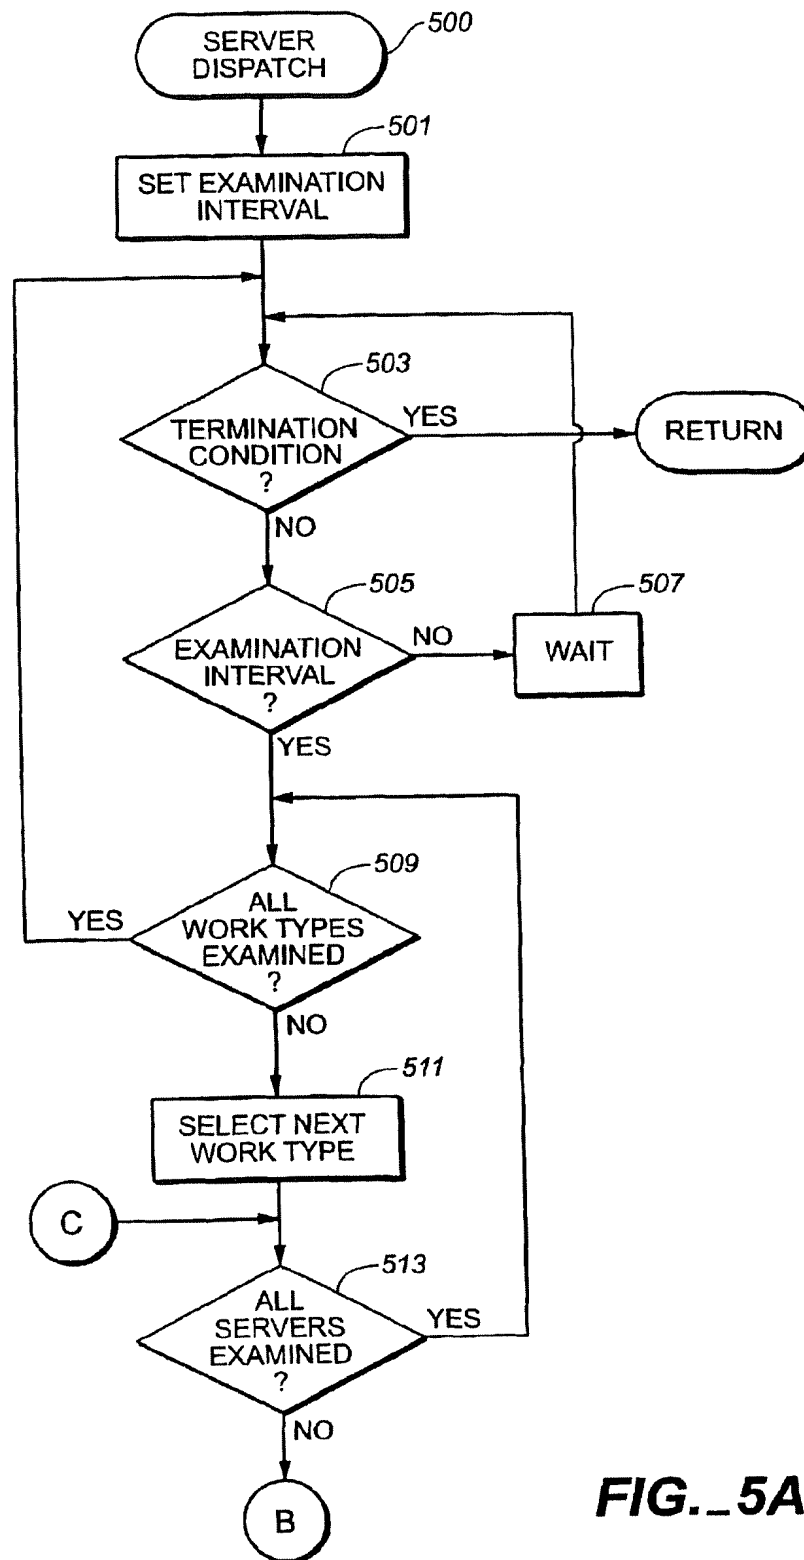 SERVER
DISPATCH
500
501
SET EXAMINATION
INTERVAL
503
TERMINATION
CONDITION
?
YES
RETURN
NO
505
EXAMINATION
INTERVAL
?
NO
507
WAIT
YES
509
ALL
WORK TYPES
EXAMINED
?
YES
NO
511
SELECT NEXT
WORK TYPE
C
513
ALL
SERVERS
EXAMINED
?
YES
NO
B
FIG._5A